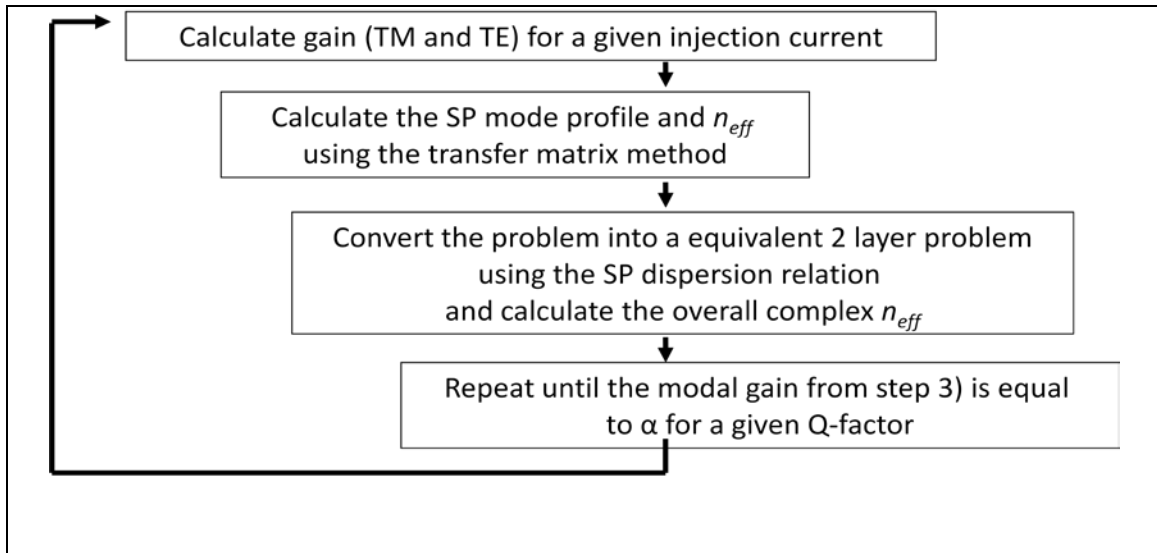 Calculate gain (TM and TE) for a given injection current
Calculate the SP mode profile and n_eff
using the transfer matrix method
Convert the problem into a equivalent 2 layer problem
using the SP dispersion relation
and calculate the overall complex n_eff
Repeat until the modal gain from step 3) is equal
to α for a given Q-factor